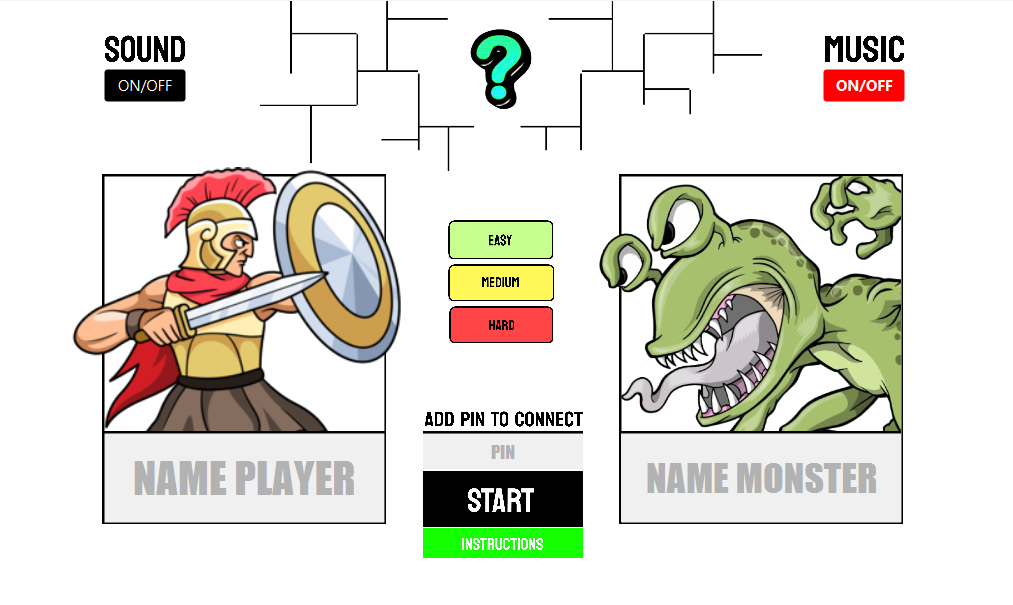 SOUND
ON/OFF
?
MUSIC
ON/OFF
EASY
MEDIUM
HARD
ADD PIN TO CONNECT
PIN
START
INSTRUCTIONS
NAME PLAYER
NAME MONSTER